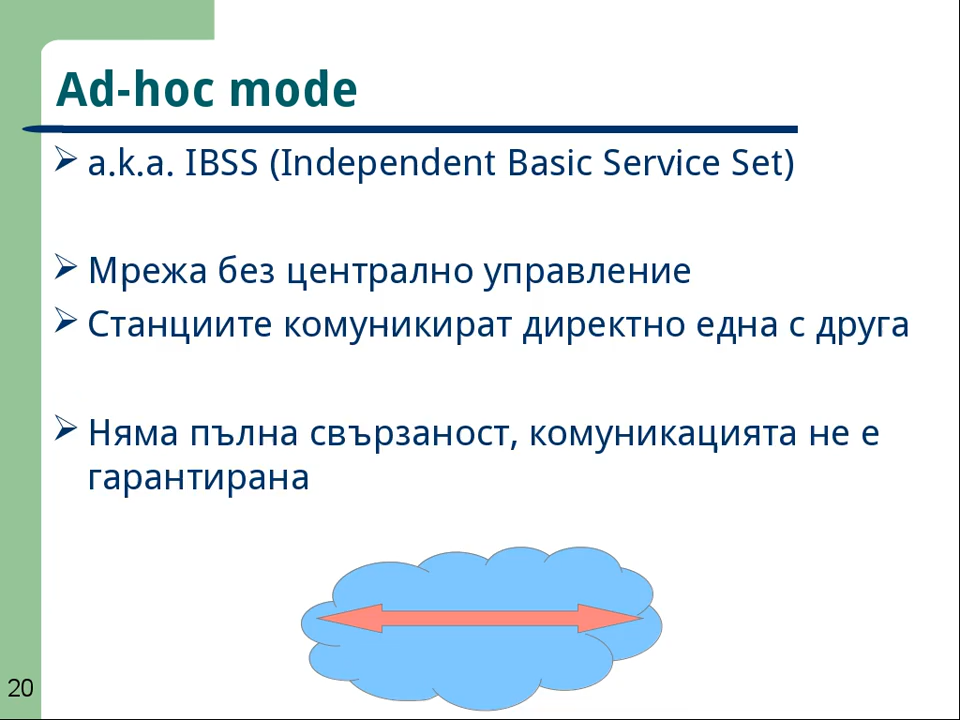 Ad-hoc mode
a.k.a. IBSS (Independent Basic Service Set)
Мрежа без централно управление
Станциите комуникират директно една с друга
Няма пълна свързаност, комуникацията не е
гарантирана
20